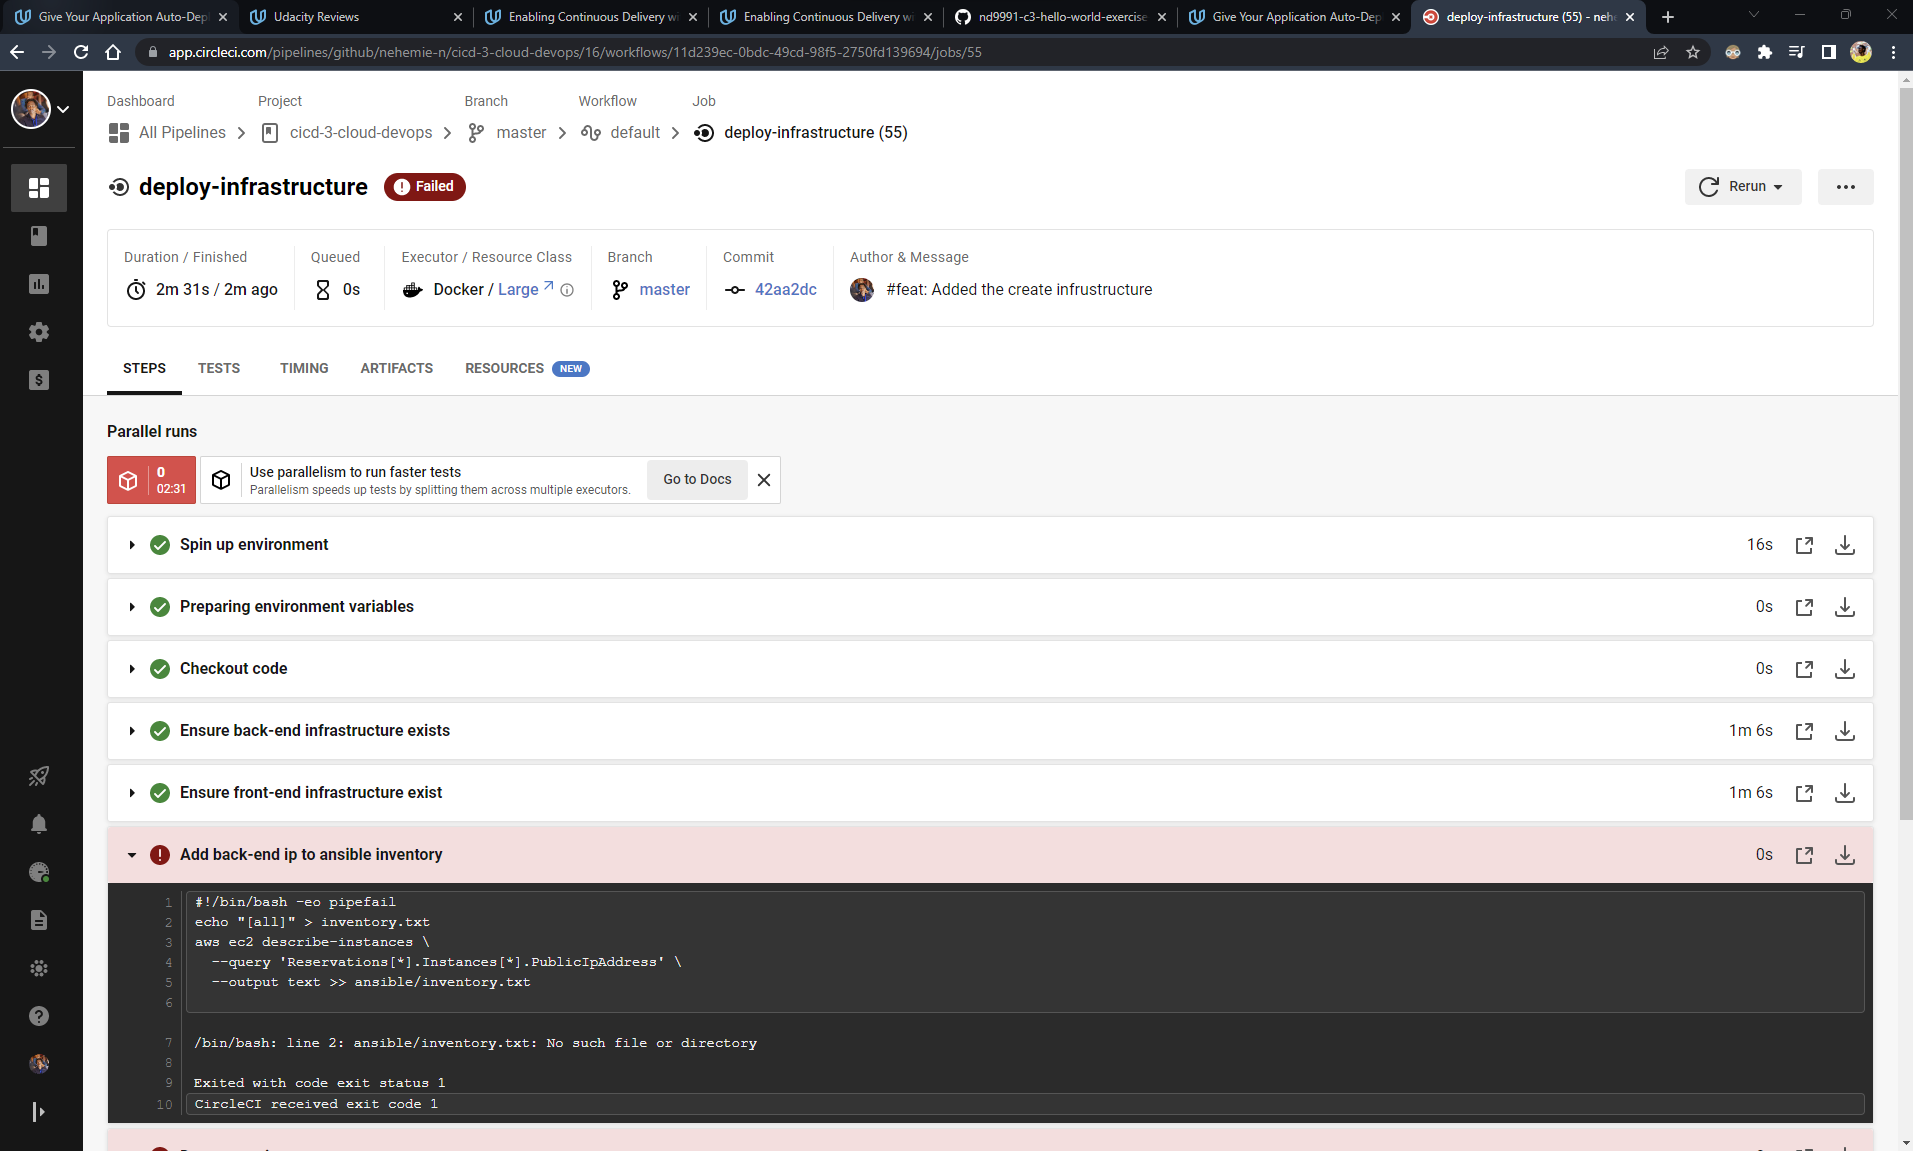 Give Your Application Auto-Dep
Udacity Reviews
Enabling Continuous Delivery w
Enabling Continuous Delivery w
nd9991-c3-hello-world-exercise
Give Your Application Auto-Dep
deploy-infrastructure (55) - neh
app.circleci.com/pipelines/github/nehemie-n/cicd-3-cloud-devops/16/workflows/11d239ec-0bdc-49cd-98f5-2750fd139694/jobs/55
Dashboard
Project
Branch
Workflow
Job
All Pipelines
cicd-3-cloud-devops
master
default
deploy-infrastructure (55)
deploy-infrastructure
Failed
Rerun
Duration / Finished
Queued
Executor / Resource Class
Branch
Commit
Author & Message
2m 31s / 2m ago
0s
Docker / Large
master
42aa2dc
#feat: Added the create infrustructure
STEPS
TESTS
TIMING
ARTIFACTS
RESOURCES
NEW
Parallel runs
0
02:31
Use parallelism to run faster tests
Parallelism speeds up tests by splitting them across multiple executors.
Go to Docs
Spin up environment
16s
Preparing environment variables
0s
Checkout code
0s
Ensure back-end infrastructure exists
1m 6s
Ensure front-end infrastructure exist
1m 6s
Add back-end ip to ansible inventory
0s
1 #!/bin/bash -eo pipefail
2 echo "[all]" > inventory.txt
3 aws ec2 describe-instances \
4 --query 'Reservations[*].Instances[*].PublicIpAddress' \
5 --output text >> ansible/inventory.txt
6
7 /bin/bash: line 2: ansible/inventory.txt: No such file or directory
8
9 Exited with code exit status 1
10 CircleCI received exit code 1